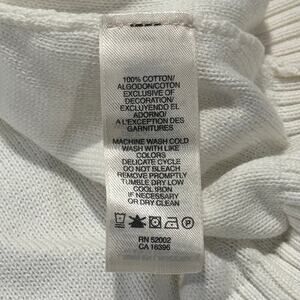 100% COTTON/
ALGODON/COTON
EXCLUSIVE OF
DECORATION/
EXCLUYENDO EL
ADORNO/
A L'EXCEPTION DES
GARNITURES
MACHINE WASH COLD
WASH WITH LIKE
COLORS
DELICATE CYCLE
DO NOT BLEACH
REMOVE PROMPTLY
TUMBLE DRY LOW
COOL IRON
IF NECESSARY
OR DRY CLEAN
P
RN 52002
CA 16396